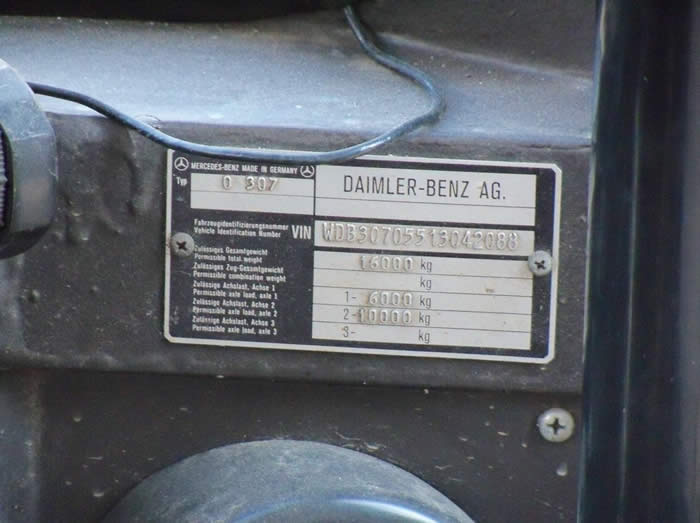 MERCEDES-BENZ MADE IN GERMANY
Typ O 307
DAIMLER-BENZ AG.
Fahrzeugidentifizierungsnummer
Vehicle Identification Number VIN WDB30705513042088
Zulässiges Gesamtgewicht
Permissible total weight 16000 kg
Zulässiges Zug-Gesamtgewicht
Permissible combination weight kg
Zulässige Achslast, Achse 1
Permissible axle load, axle 1 1- 6000 kg
Zulässige Achslast, Achse 2
Permissible axle load, axle 2 2- 10000 kg
Zulässige Achslast, Achse 3
Permissible axle load, axle 3 3- kg